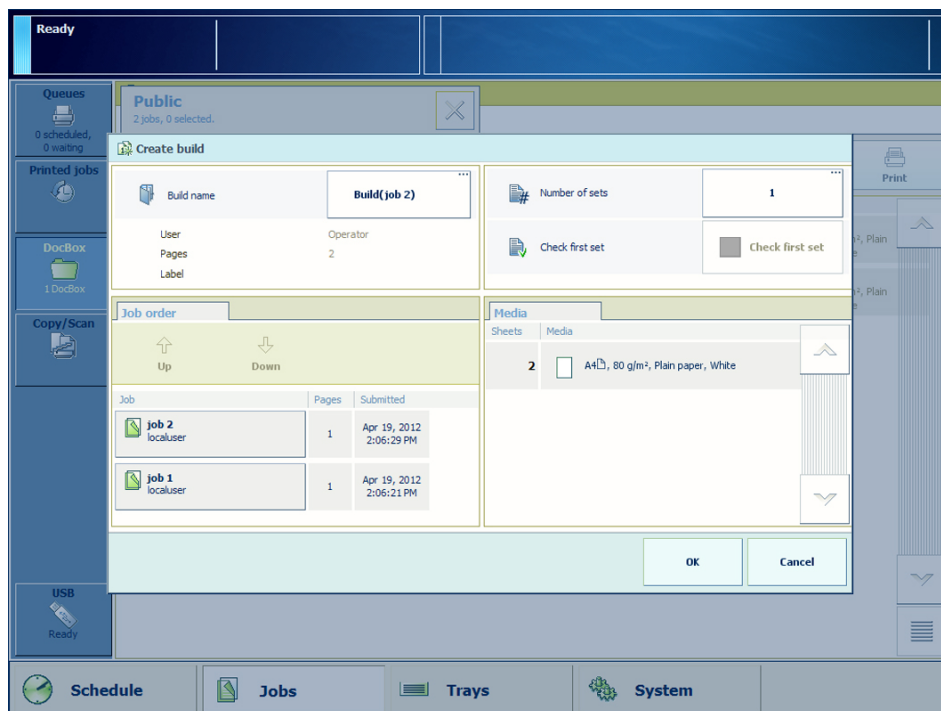 Ready
Queues
0 scheduled,
0 waiting
Printed jobs
DocBox
1 DocBox
Copy/Scan
USB
Ready
Public
2 jobs, 0 selected.
Print
m², Plain
e
m², Plain
e
Create build
Build name
Build(job 2)
...
User Operator
Pages 2
Label
Number of sets
1
...
Check first set
Check first set
Job order
Up Down
Job Pages Submitted
job 2
localuser
1
Apr 19, 2012
2:06:29 PM
job 1
localuser
1
Apr 19, 2012
2:06:21 PM
Media
Sheets Media
2 A4, 80 g/m², Plain paper, White
OK Cancel
Schedule Jobs Trays System